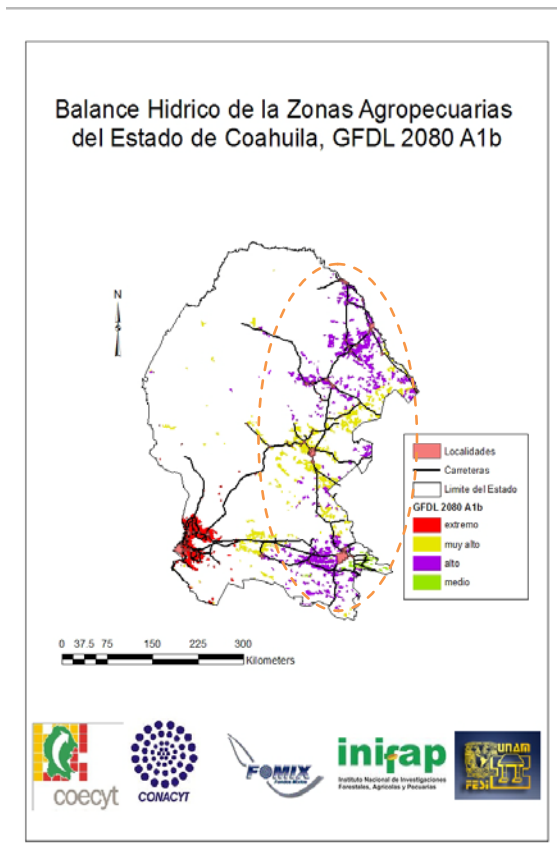 Balance Hidrico de la Zonas Agropecuarias
del Estado de Coahuila, GFDL 2080 A1b
N
Localidades
Carreteras
Limite del Estado
GFDL 2080 A1b
extremo
muy alto
alto
medio
0 37.5 75 150 225 300
Kilometers
coecyt
CONACYT
FOMIX
inifap
Instituto Nacional de Investigaciones
Forestales, Agrícolas y Pecuarias
UNAM
FESI